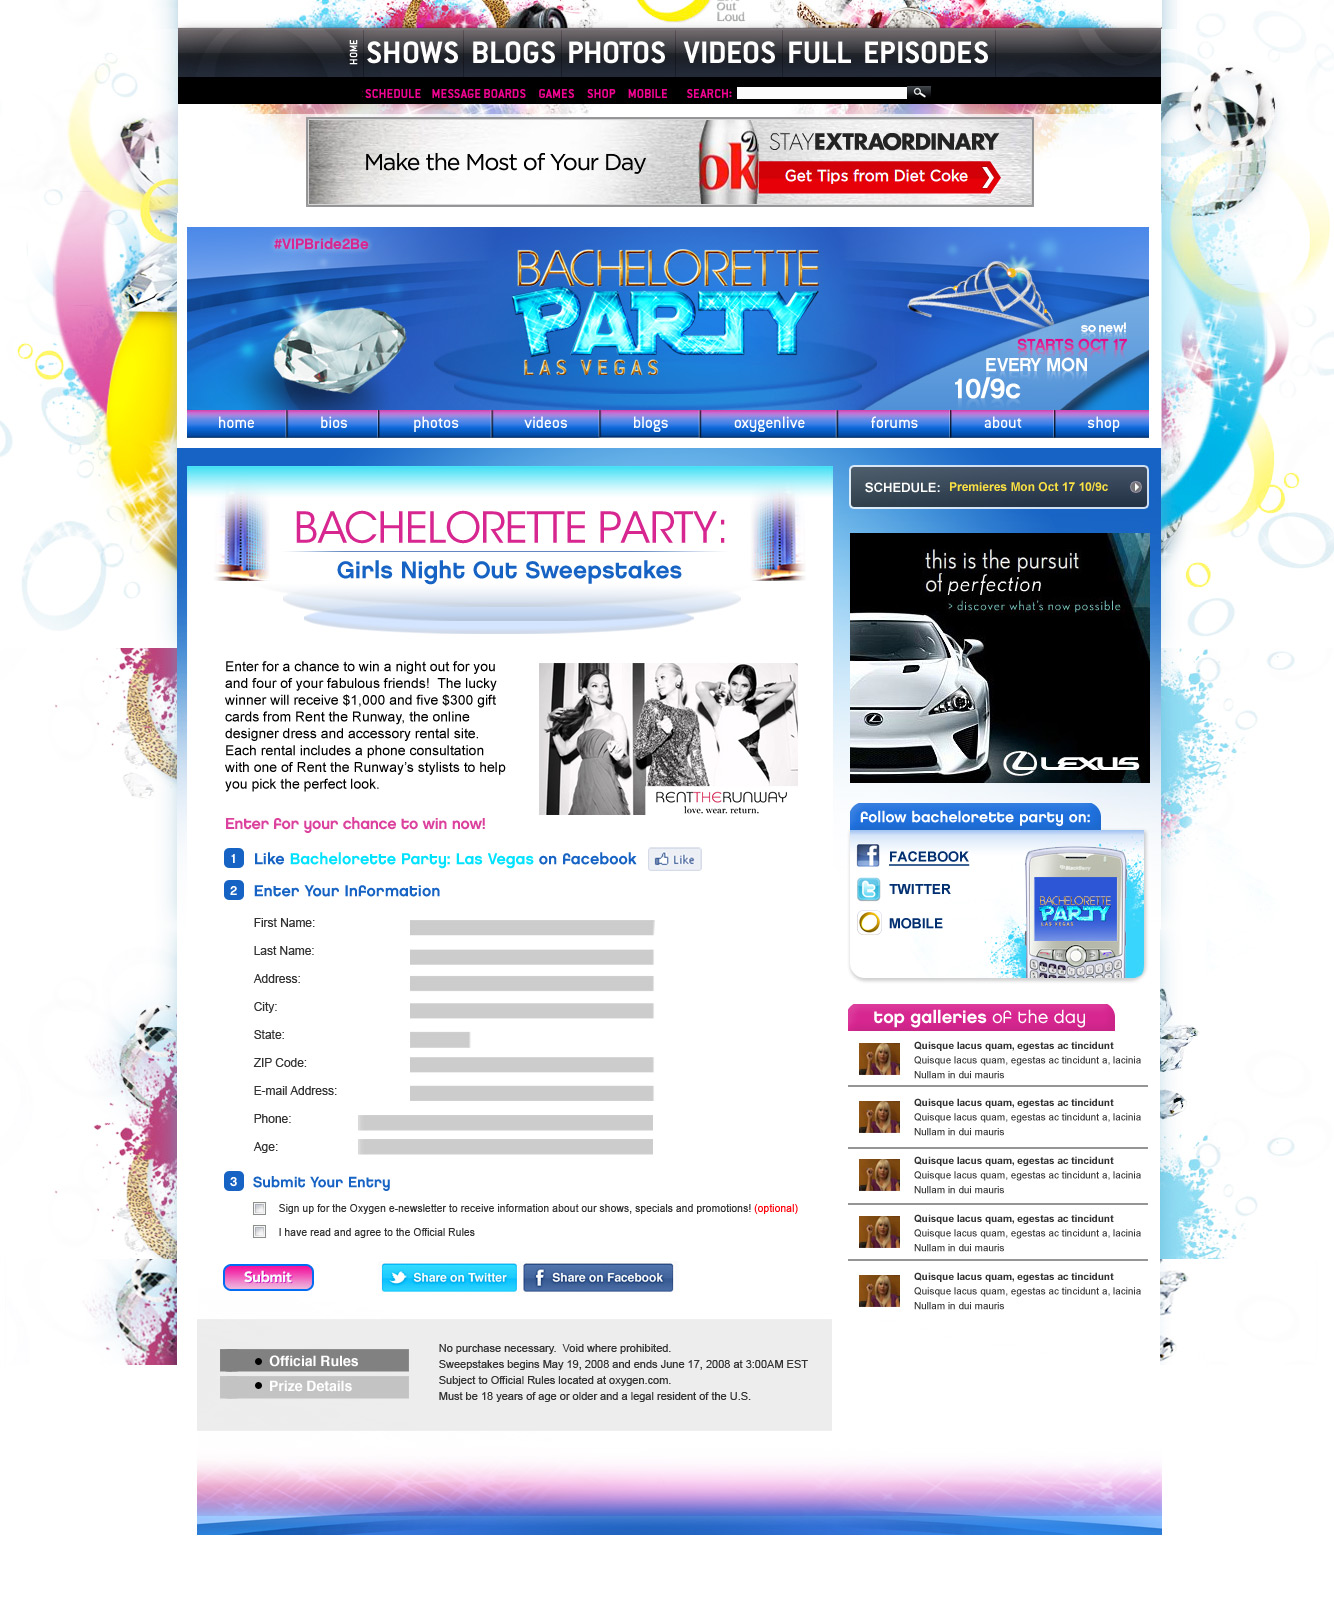 Out
Loud
HOME
SHOWS BLOGS PHOTOS VIDEOS FULL EPISODES
SCHEDULE MESSAGE BOARDS GAMES SHOP MOBILE SEARCH:
Make the Most of Your Day
ok
STAYEXTRAORDINARY
Get Tips from Diet Coke
#VIPBride2Be
BACHELORETTE
PARTY
LAS VEGAS
so new!
STARTS OCT 17
EVERY MON
10/9c
home bios photos videos blogs oxygenlive forums about shop
BACHELORETTE PARTY:
Girls Night Out Sweepstakes
Enter for a chance to win a night out for you
and four of your fabulous friends!  The lucky
winner will receive $1,000 and five $300 gift
cards from Rent the Runway, the online
designer dress and accessory rental site.
Each rental includes a phone consultation
with one of Rent the Runway's stylists to help
you pick the perfect look.
RENTTHERUNWAY
love. wear. return.
Enter for your chance to win now!
1 Like Bachelorette Party: Las Vegas on Facebook Like
2 Enter Your Information
First Name:
Last Name:
Address:
City:
State:
ZIP Code:
E-mail Address:
Phone:
Age:
3 Submit Your Entry
Sign up for the Oxygen e-newsletter to receive information about our shows, specials and promotions! (optional)
I have read and agree to the Official Rules
Submit Share on Twitter Share on Facebook
Official Rules
Prize Details
No purchase necessary.  Void where prohibited.
Sweepstakes begins May 19, 2008 and ends June 17, 2008 at 3:00AM EST
Subject to Official Rules located at oxygen.com.
Must be 18 years of age or older and a legal resident of the U.S.
SCHEDULE: Premieres Mon Oct 17 10/9c
this is the pursuit
of perfection
> discover what's now possible
LEXUS
Follow bachelorette party on:
FACEBOOK
TWITTER
MOBILE
BlackBerry
BACHELORETTE
PARTY
LAS VEGAS
top galleries of the day
Quisque lacus quam, egestas ac tincidunt
Quisque lacus quam, egestas ac tincidunt a, lacinia
Nullam in dui mauris
Quisque lacus quam, egestas ac tincidunt
Quisque lacus quam, egestas ac tincidunt a, lacinia
Nullam in dui mauris
Quisque lacus quam, egestas ac tincidunt
Quisque lacus quam, egestas ac tincidunt a, lacinia
Nullam in dui mauris
Quisque lacus quam, egestas ac tincidunt
Quisque lacus quam, egestas ac tincidunt a, lacinia
Nullam in dui mauris
Quisque lacus quam, egestas ac tincidunt
Quisque lacus quam, egestas ac tincidunt a, lacinia
Nullam in dui mauris